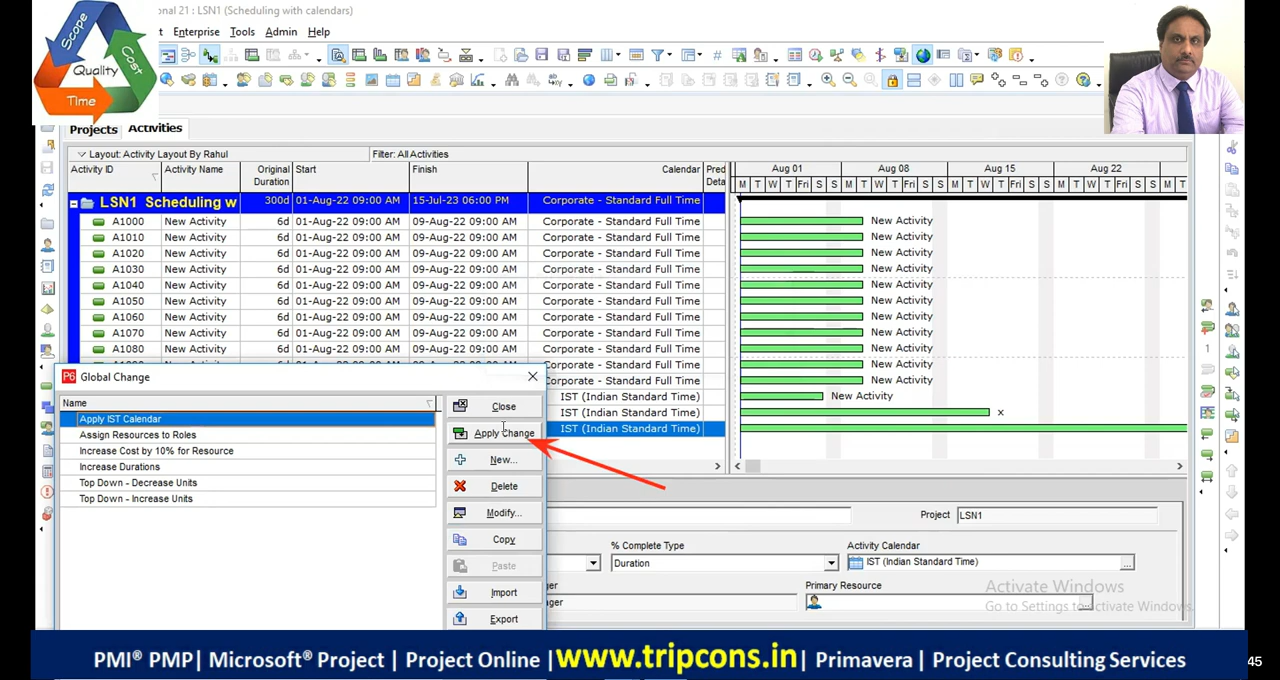 onal 21 : LSN1 (Scheduling with calendars)
t Enterprise Tools Admin Help
Scope
Cost
Quality
Time
Projects Activities
Layout: Activity Layout By Rahul Filter: All Activities
Activity ID Activity Name Original Duration Start Finish Calendar Pred Deta Aug 01 Aug 08 Aug 15 Aug 22
M T W T Fri S S M T W T Fri S S M T W T Fri S S M T W T Fri S S M T
LSN1 Scheduling w 300d 01-Aug-22 09:00 AM 15-Jul-23 06:00 PM Corporate - Standard Full Time
A1000 New Activity 6d 01-Aug-22 09:00 AM 09-Aug-22 09:00 AM Corporate - Standard Full Time New Activity
A1010 New Activity 6d 01-Aug-22 09:00 AM 09-Aug-22 09:00 AM Corporate - Standard Full Time New Activity
A1020 New Activity 6d 01-Aug-22 09:00 AM 09-Aug-22 09:00 AM Corporate - Standard Full Time New Activity
A1030 New Activity 6d 01-Aug-22 09:00 AM 09-Aug-22 09:00 AM Corporate - Standard Full Time New Activity
A1040 New Activity 6d 01-Aug-22 09:00 AM 09-Aug-22 09:00 AM Corporate - Standard Full Time New Activity
A1050 New Activity 6d 01-Aug-22 09:00 AM 09-Aug-22 09:00 AM Corporate - Standard Full Time New Activity
A1060 New Activity 6d 01-Aug-22 09:00 AM 09-Aug-22 09:00 AM Corporate - Standard Full Time New Activity
A1070 New Activity 6d 01-Aug-22 09:00 AM 09-Aug-22 09:00 AM Corporate - Standard Full Time New Activity
A1080 New Activity 6d 01-Aug-22 09:00 AM 09-Aug-22 09:00 AM Corporate - Standard Full Time New Activity
Corporate - Standard Full Time New Activity
Corporate - Standard Full Time New Activity
IST (Indian Standard Time) New Activity
IST (Indian Standard Time) x
IST (Indian Standard Time)
P6 Global Change
Name
Apply IST Calendar
Assign Resources to Roles
Increase Cost by 10% for Resource
Increase Durations
Top Down - Decrease Units
Top Down - Increase Units
Close
Apply Change
New...
Delete
Modify...
Copy
Paste
Import
Export
Project LSN1
% Complete Type Activity Calendar
Duration IST (Indian Standard Time) ...
ger Primary Resource
ager
Activate Windows
Go to Settings to Activate Windows.
PMI® PMP| Microsoft® Project | Project Online |www.tripcons.in| Primavera | Project Consulting Services
45